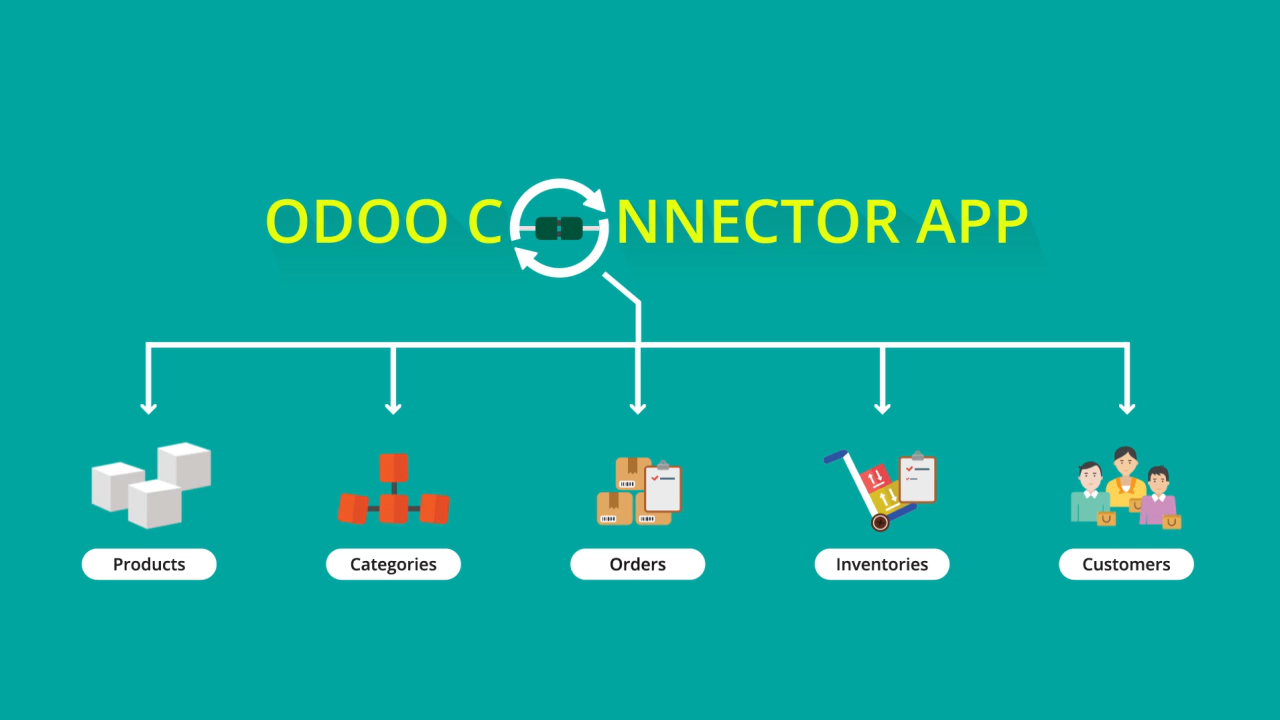 ODOO CONNECTOR APP
Products
Categories
Orders
Inventories
Customers